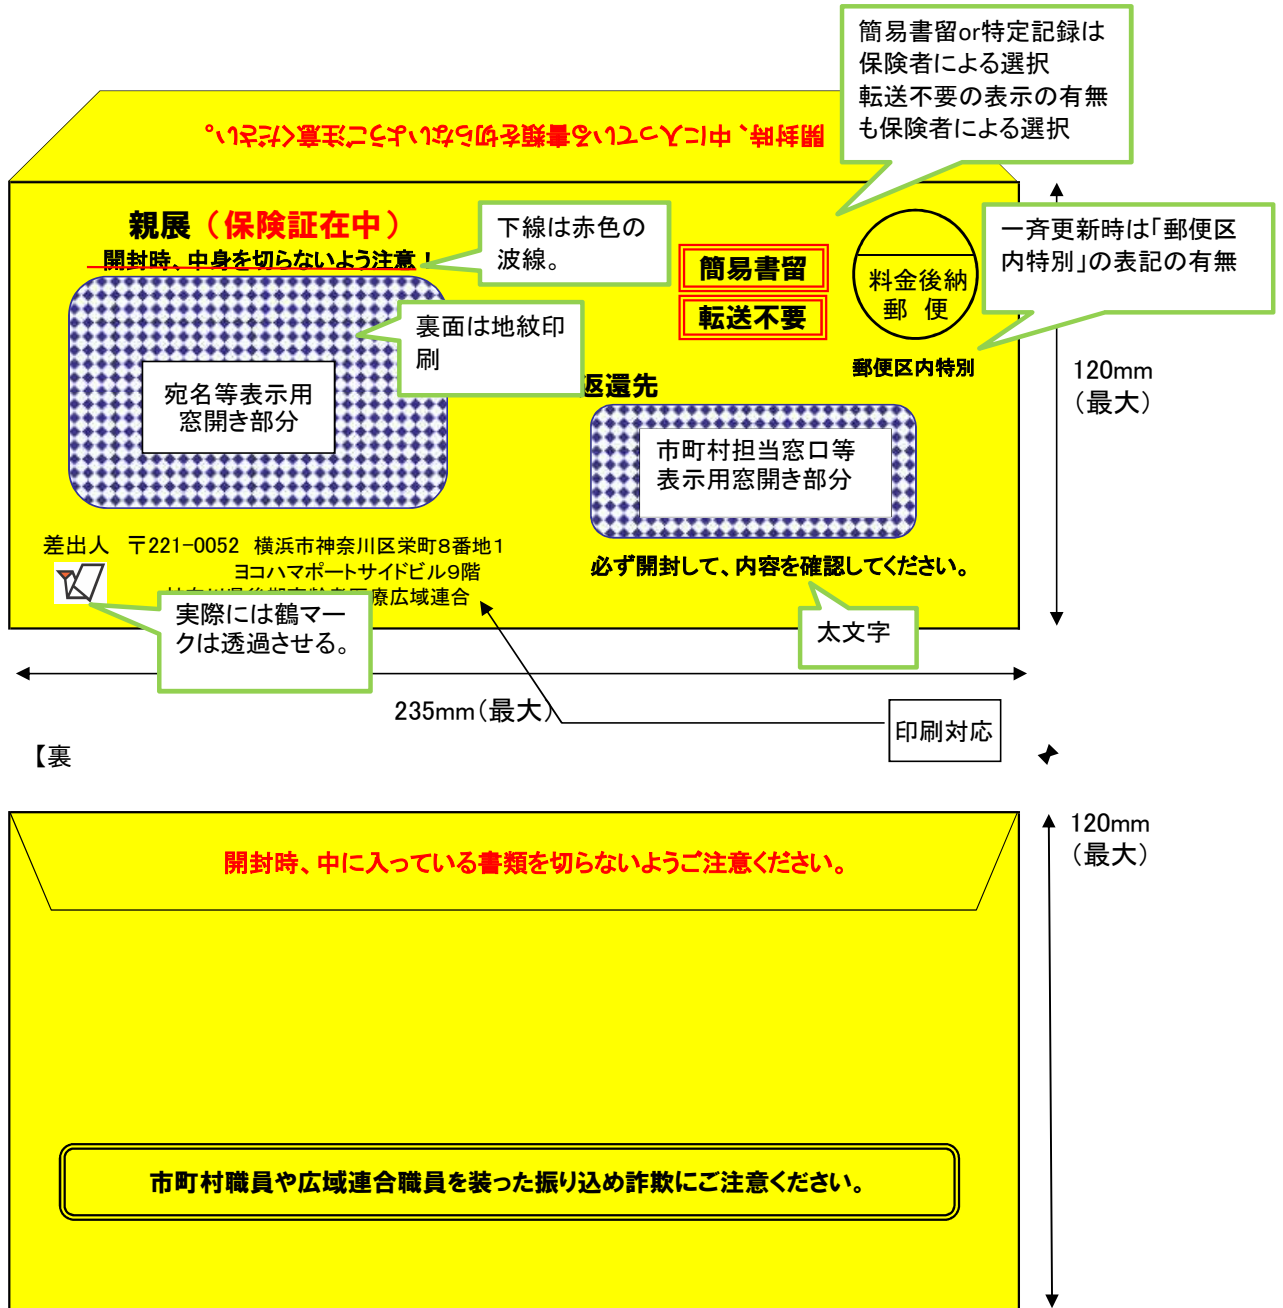 簡易書留or特定記録は
保険者による選択
転送不要の表示の有無
も保険者による選択
開封時、中に入っている書類を切らないようご注意ください。
親展（保険証在中）
開封時、中身を切らないよう注意！
下線は赤色の
波線。
簡易書留
転送不要
料金後納
郵 便
郵便区内特別
一斉更新時は「郵便区
内特別」の表記の有無
裏面は地紋印
刷
宛名等表示用
窓開き部分
返還先
市町村担当窓口等
表示用窓開き部分
120mm
（最大）
差出人 〒221-0052 横浜市神奈川区栄町8番地1
ヨコハマポートサイドビル9階
療広域連合
必ず開封して、内容を確認してください。
実際には鶴マー
クは透過させる。
太文字
235mm（最大）
印刷対応
【裏
120mm
（最大）
開封時、中に入っている書類を切らないようご注意ください。
市町村職員や広域連合職員を装った振り込め詐欺にご注意ください。